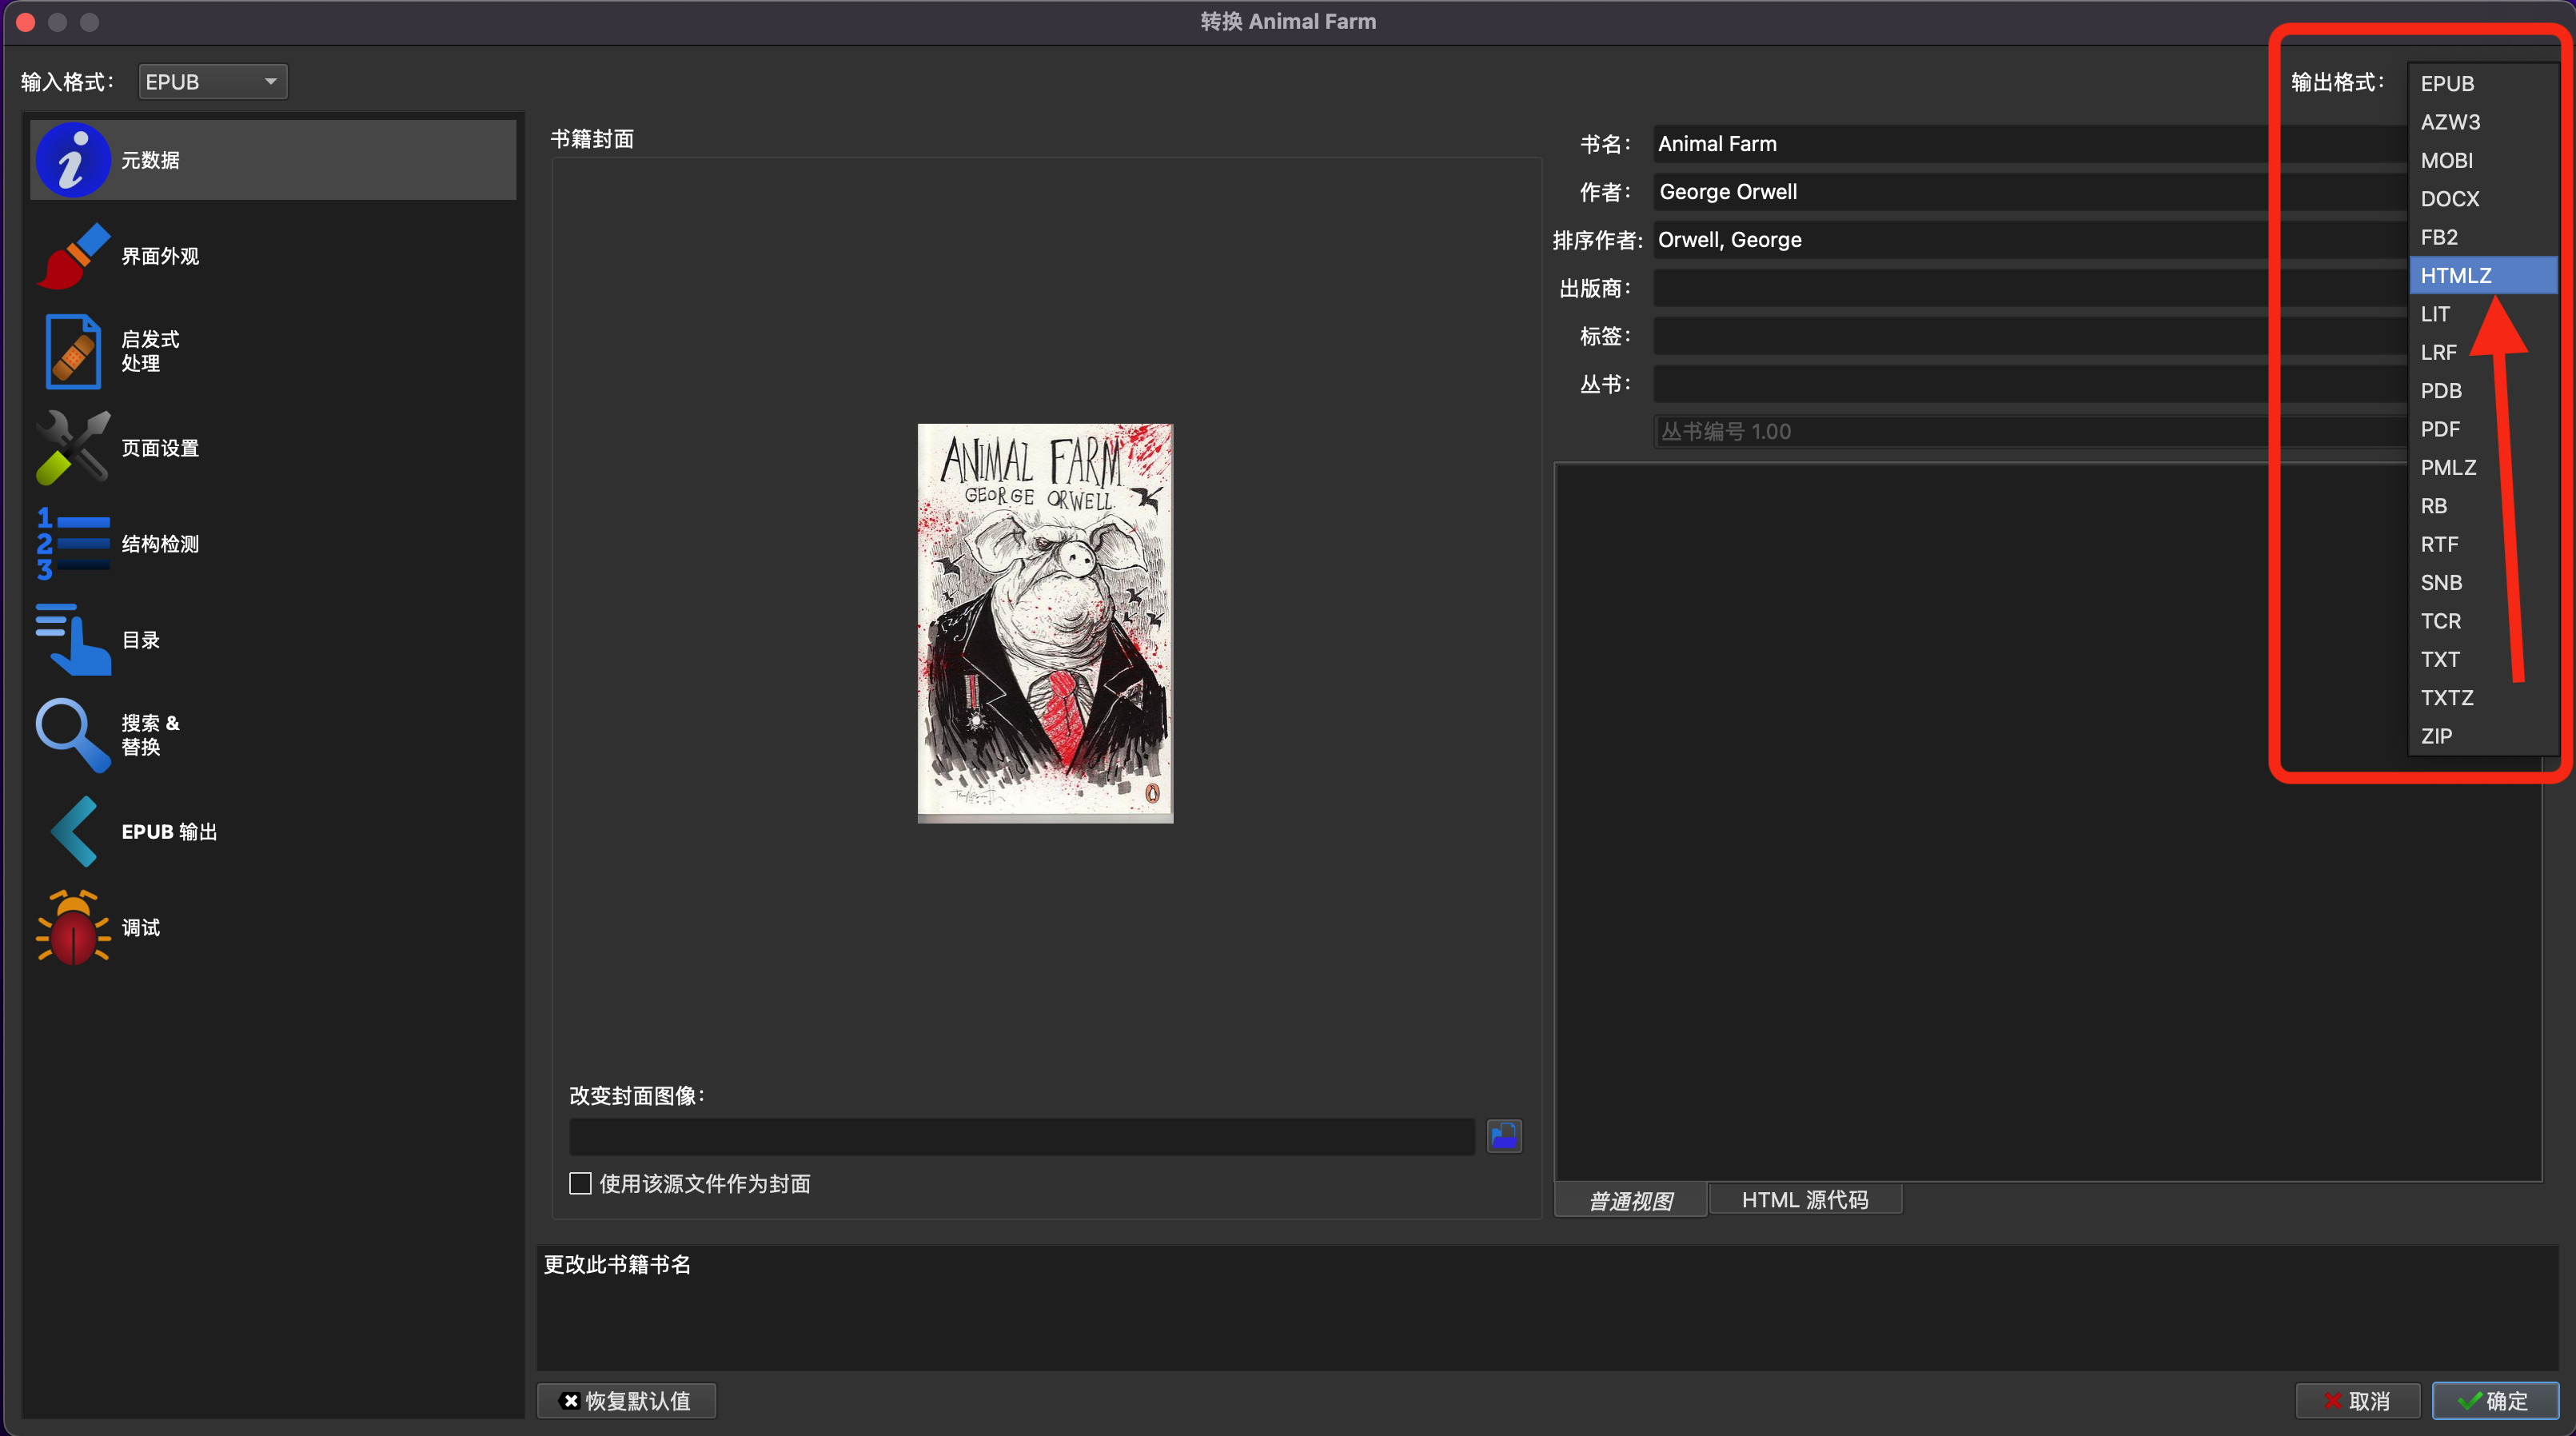 转换 Animal Farm
输入格式：
EPUB
输出格式：
EPUB
AZW3
MOBI
DOCX
FB2
HTMLZ
LIT
LRF
PDB
PDF
PMLZ
RB
RTF
SNB
TCR
TXT
TXTZ
ZIP
元数据
界面外观
启发式
处理
页面设置
1
2
3
结构检测
目录
搜索 &
替换
EPUB 输出
调试
书籍封面
ANIMAL FARM
GEORGE ORWELL
改变封面图像：
使用该源文件作为封面
书名：
Animal Farm
作者：
George Orwell
排序作者：
Orwell, George
出版商：
标签：
丛书：
丛书编号 1.00
普通视图
HTML 源代码
更改此书籍书名
恢复默认值
取消
确定